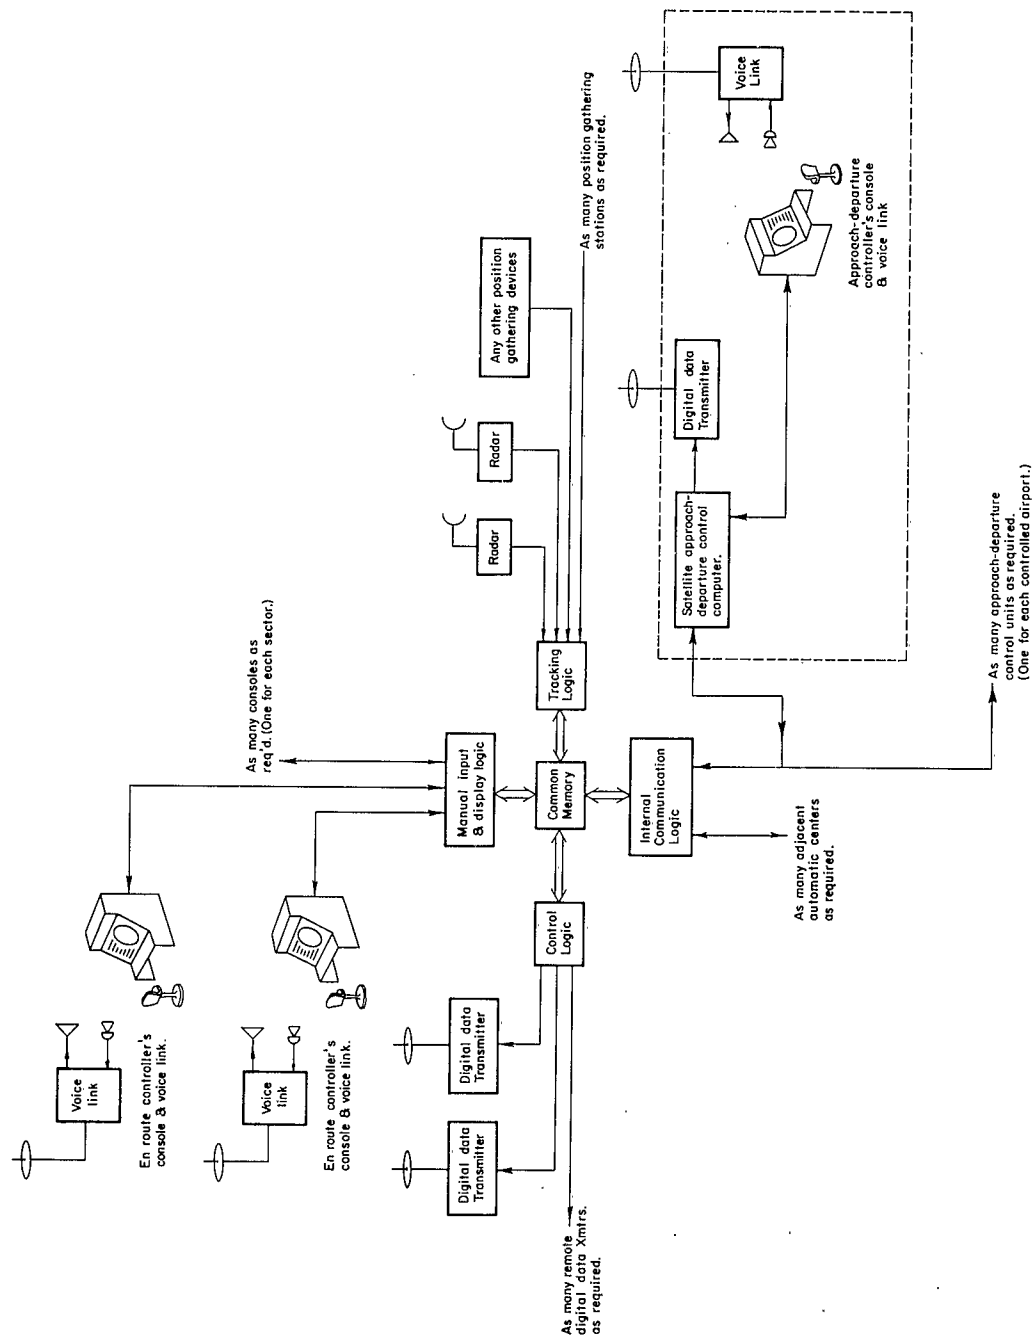 Voice
link
En route controller's
console & voice link.
Voice
link
En route controller's
console & voice link.
As many consoles as
req'd. (One for each sector.)
Digital data
Transmitter
Digital data
Transmitter
As many remote
digital data Xmtrs.
as required.
Control
Logic
Manual input
& display logic
Common
Memory
Tracking
Logic
Radar
Radar
Any other position
gathering devices
As many position gathering
stations as required.
Internal
Communication
Logic
As many adjacent
automatic centers
as required.
Satellite approach-
departure control
computer.
Digital data
Transmitter
Voice
Link
Approach-departure
controller's console
& voice link
As many approach-departure
control units as required.
(One for each controlled airport.)